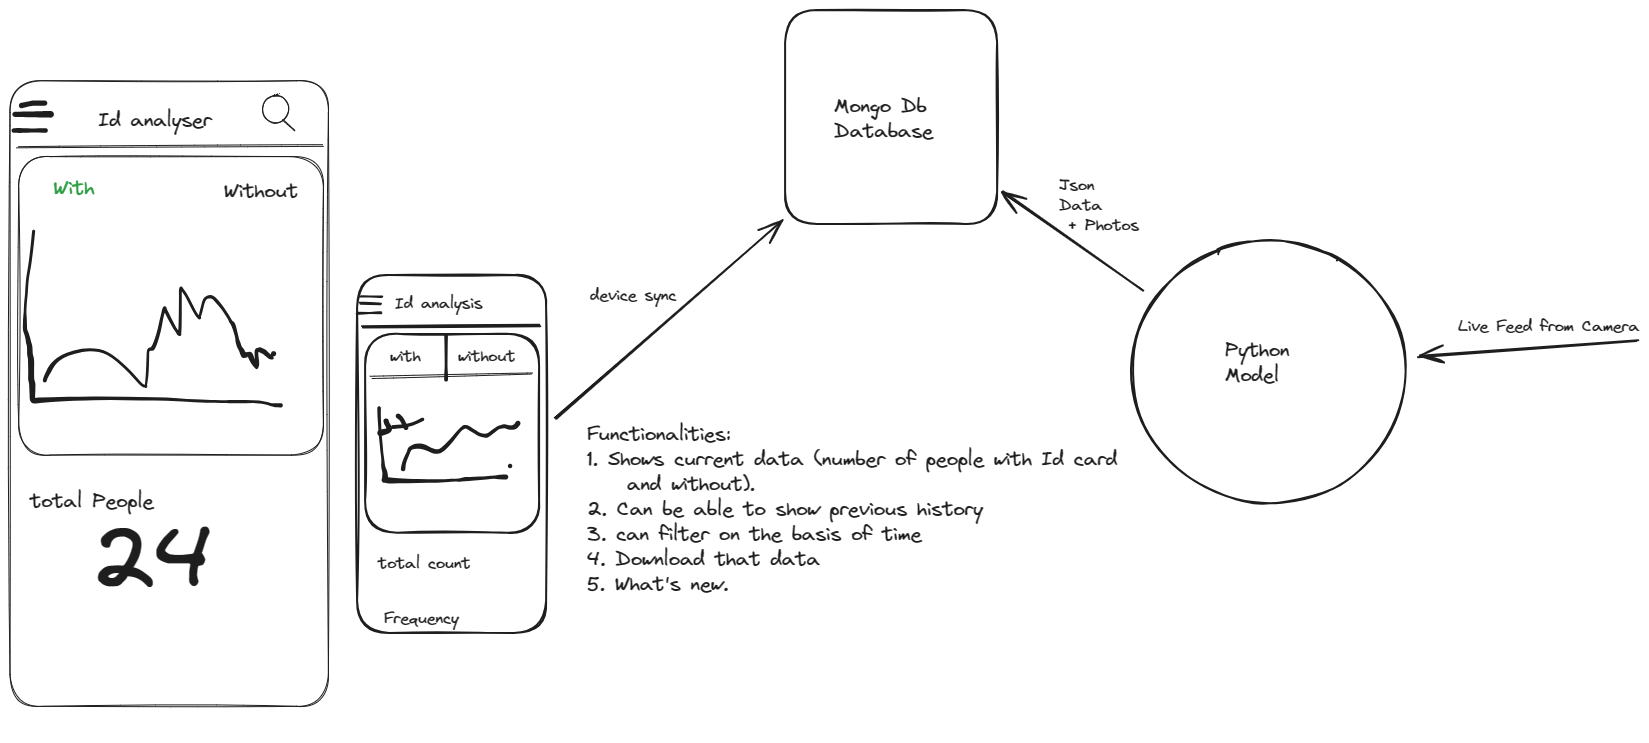 Id analyser
With
Without
total People
24
Id analysis
with
without
total count
Frequency
device sync
Mongo Db
Database
Json
Data
+ Photos
Python
Model
Live Feed from Camera
Functionalities:
1. Shows current data (number of people with Id card
and without).
2. Can be able to show previous history
3. can filter on the basis of time
4. Download that data
5. What's new.